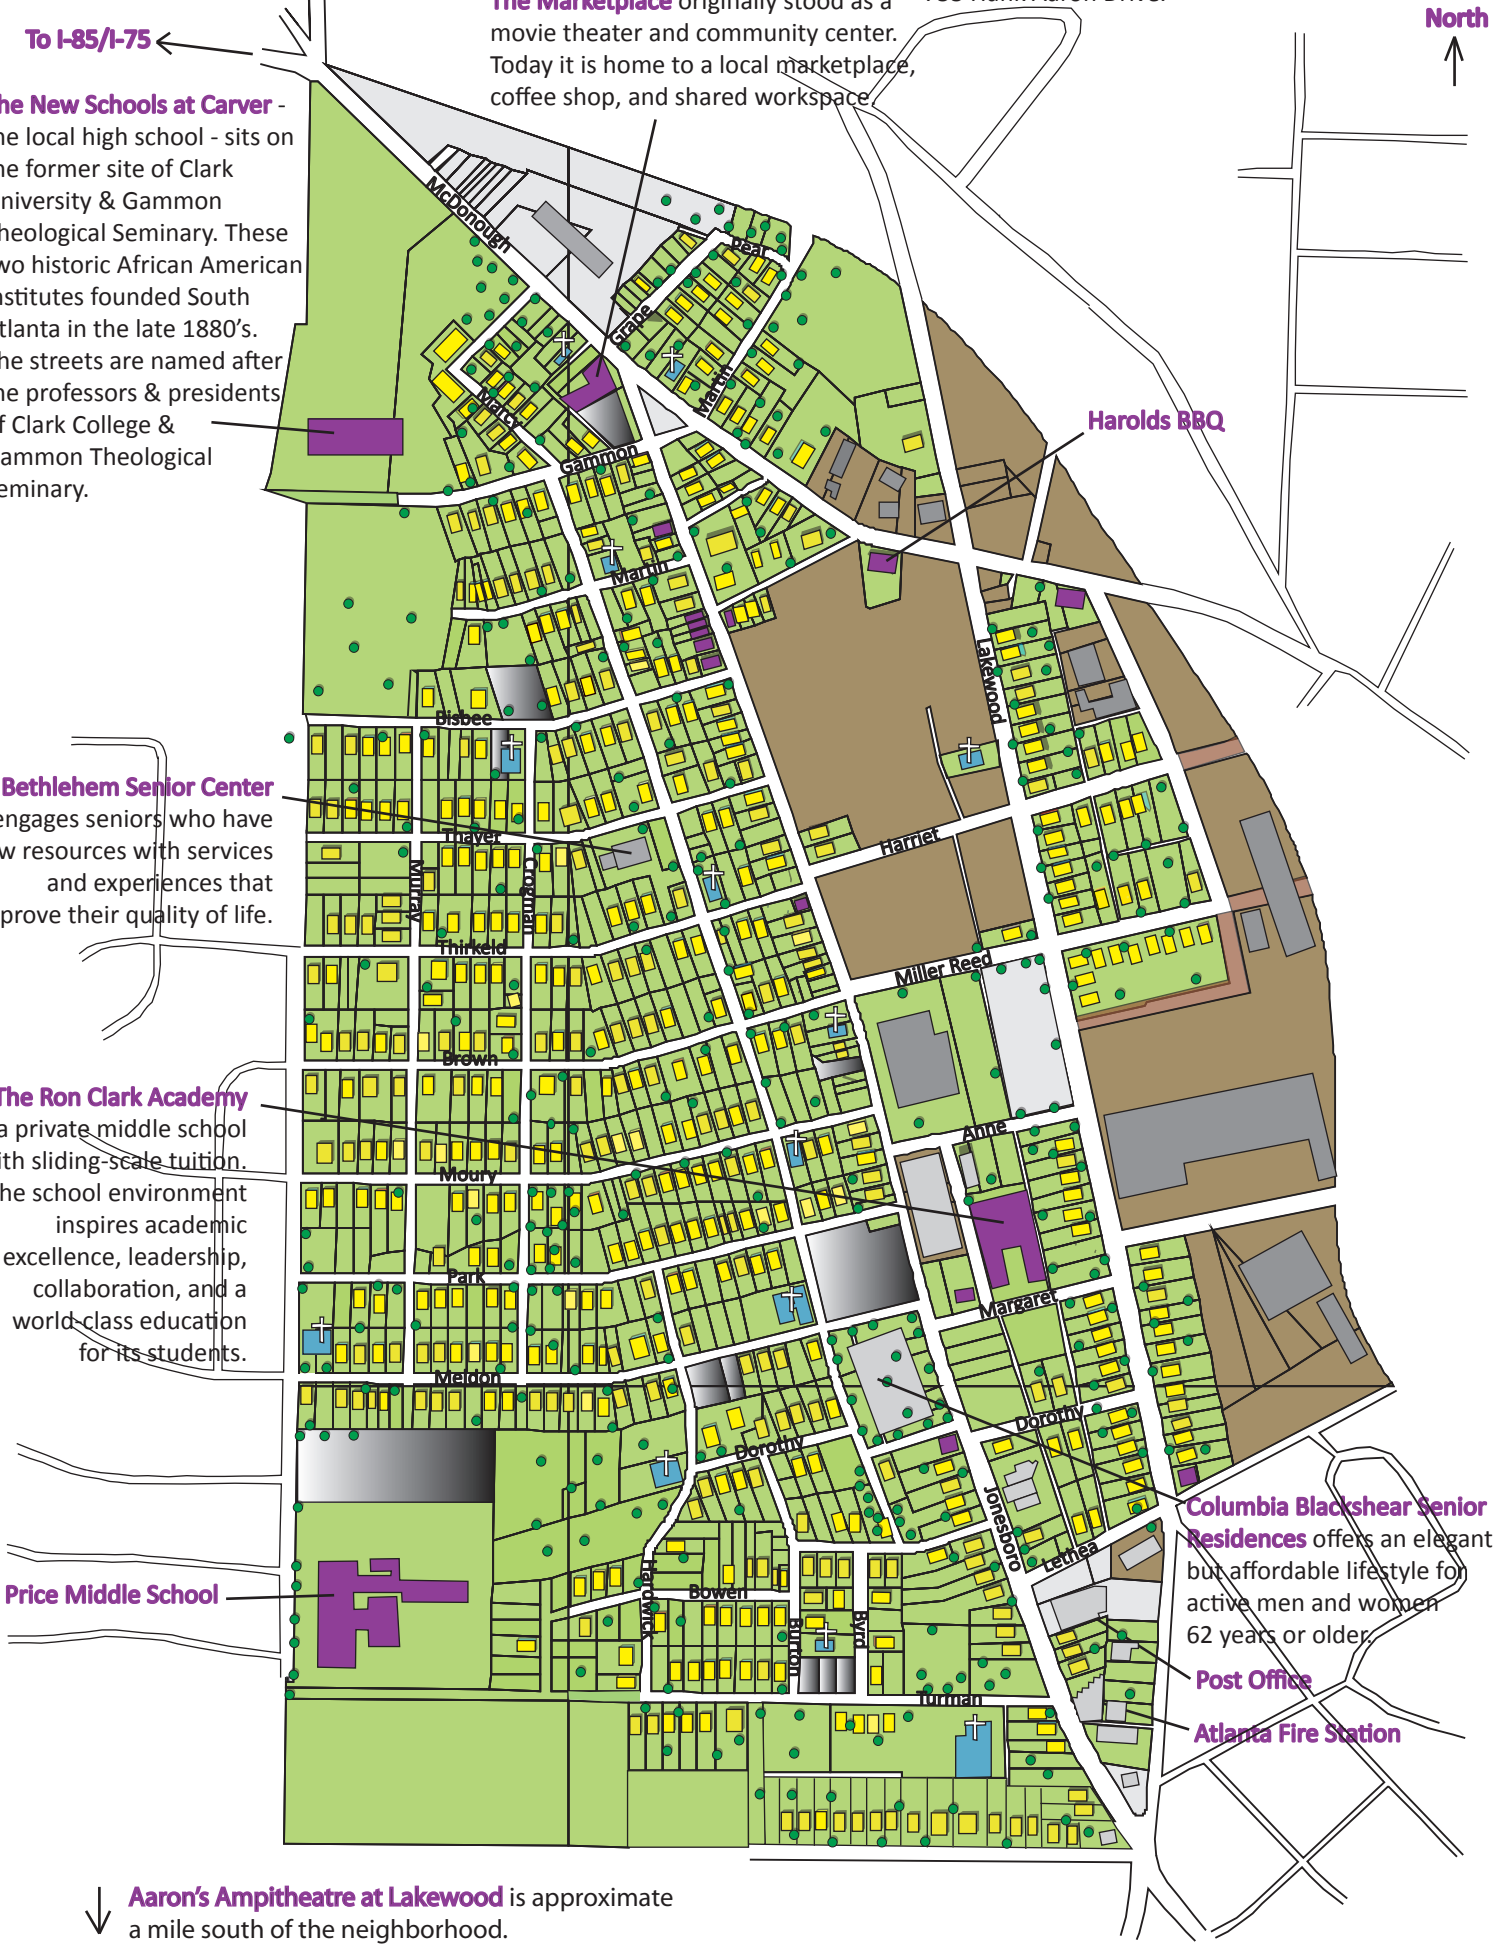 The Marketplace originally stood as a
movie theater and community center.
Today it is home to a local marketplace,
coffee shop, and shared workspace.
North
To I-85/I-75
he New Schools at Carver -
he local high school - sits on
he former site of Clark
niversity & Gammon
heological Seminary. These
wo historic African American
nstitutes founded South
tlanta in the late 1880's.
he streets are named after
he professors & presidents
f Clark College &
ammon Theological
eminary.
McDonough
Pear
Grape
Martin
Marcy
Gammon
Harolds BBQ
Martin
Lakewood
Bisbee
Bethlehem Senior Center
engages seniors who have
w resources with services
and experiences that
prove their quality of life.
Thayer
Murray
Crogman
Harriet
Thirkeld
Miller Reed
Brown
The Ron Clark Academy
a private middle school
ith sliding-scale tuition.
he school environment
inspires academic
excellence, leadership,
collaboration, and a
world-class education
for its students.
Anne
Moury
Park
Margaret
Meldon
Dorothy
Dorothy
Jonesboro
Lethea
Columbia Blackshear Senior
Residences offers an elegant
but affordable lifestyle for
active men and women
62 years or older.
Price Middle School
Hardwick
Bowen
Burton
Byrd
Post Office
Turman
Atlanta Fire Station
Aaron's Ampitheatre at Lakewood is approximate
a mile south of the neighborhood.